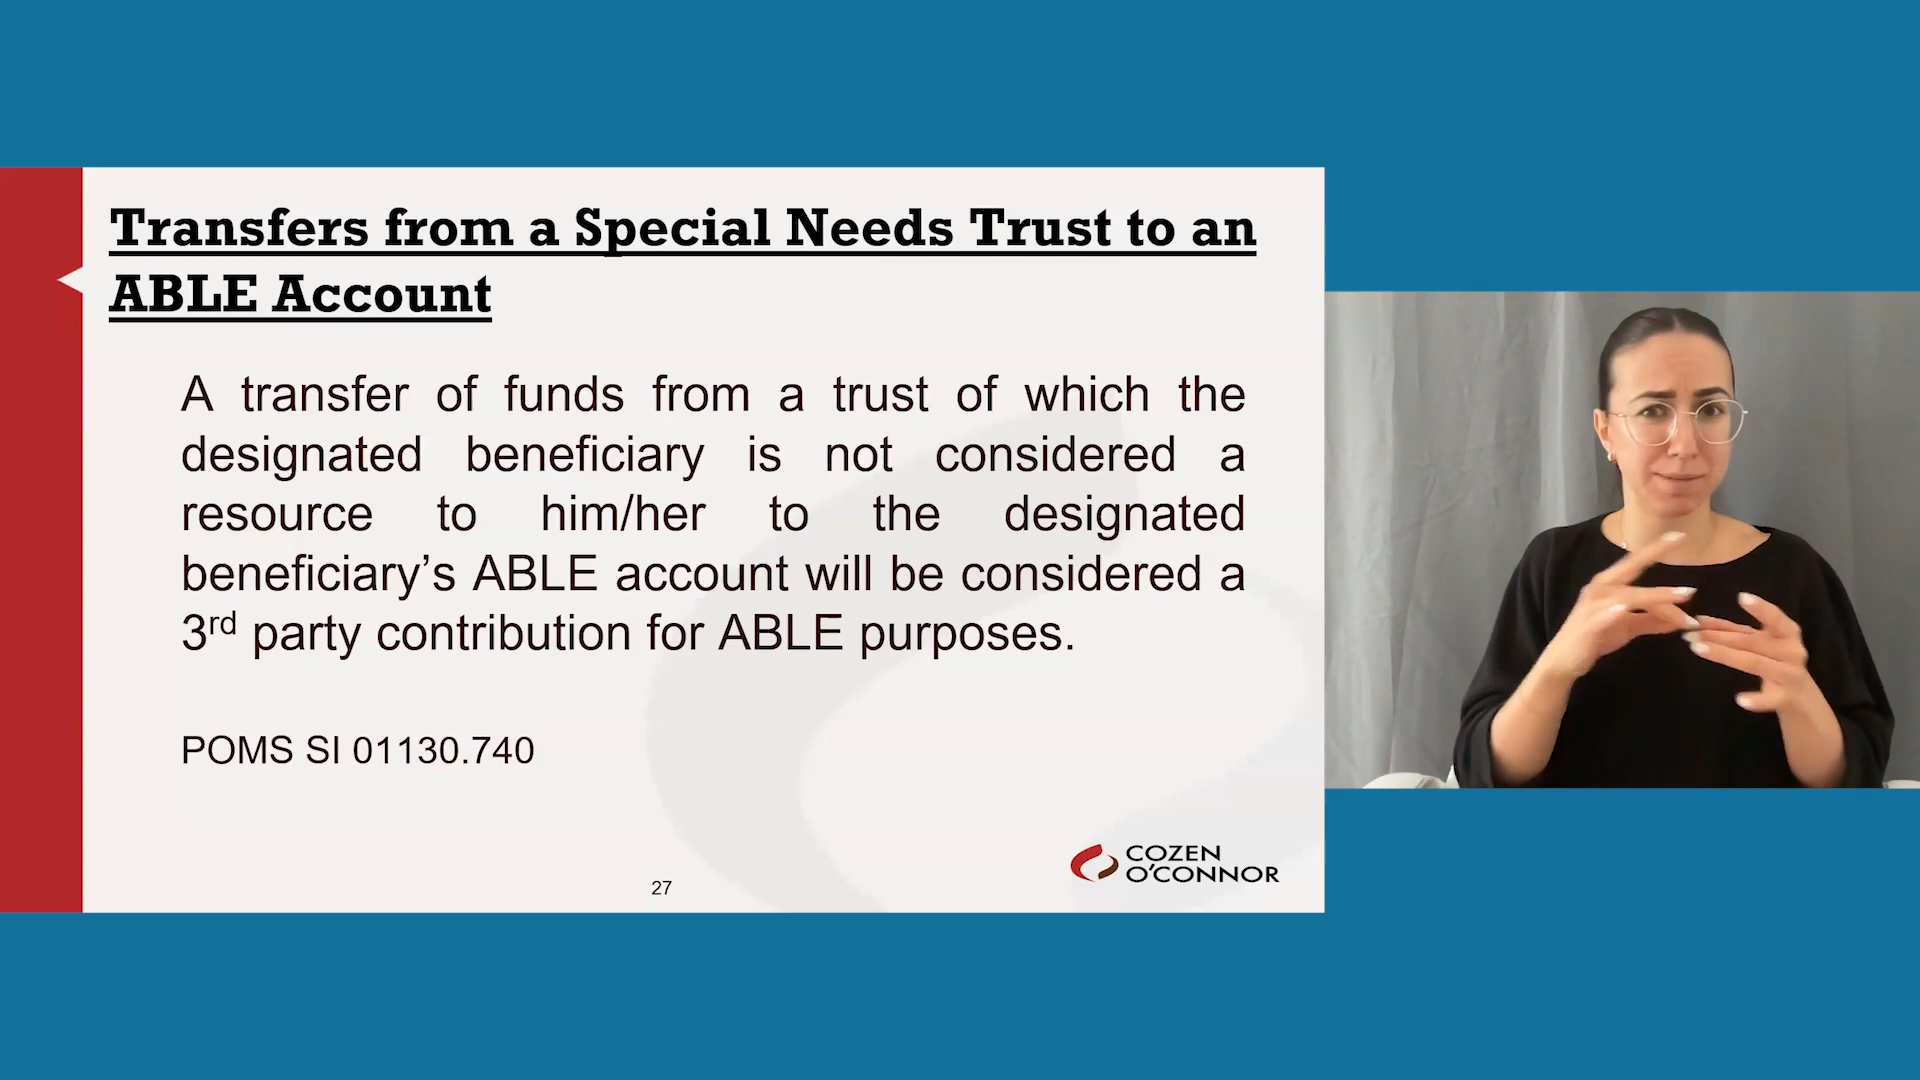 Transfers from a Special Needs Trust to an
ABLE Account
A transfer of funds from a trust of which the
designated beneficiary is not considered a
resource to him/her to the designated
beneficiary’s ABLE account will be considered a
3rd party contribution for ABLE purposes.
POMS SI 01130.740
27
COZEN
O’CONNOR